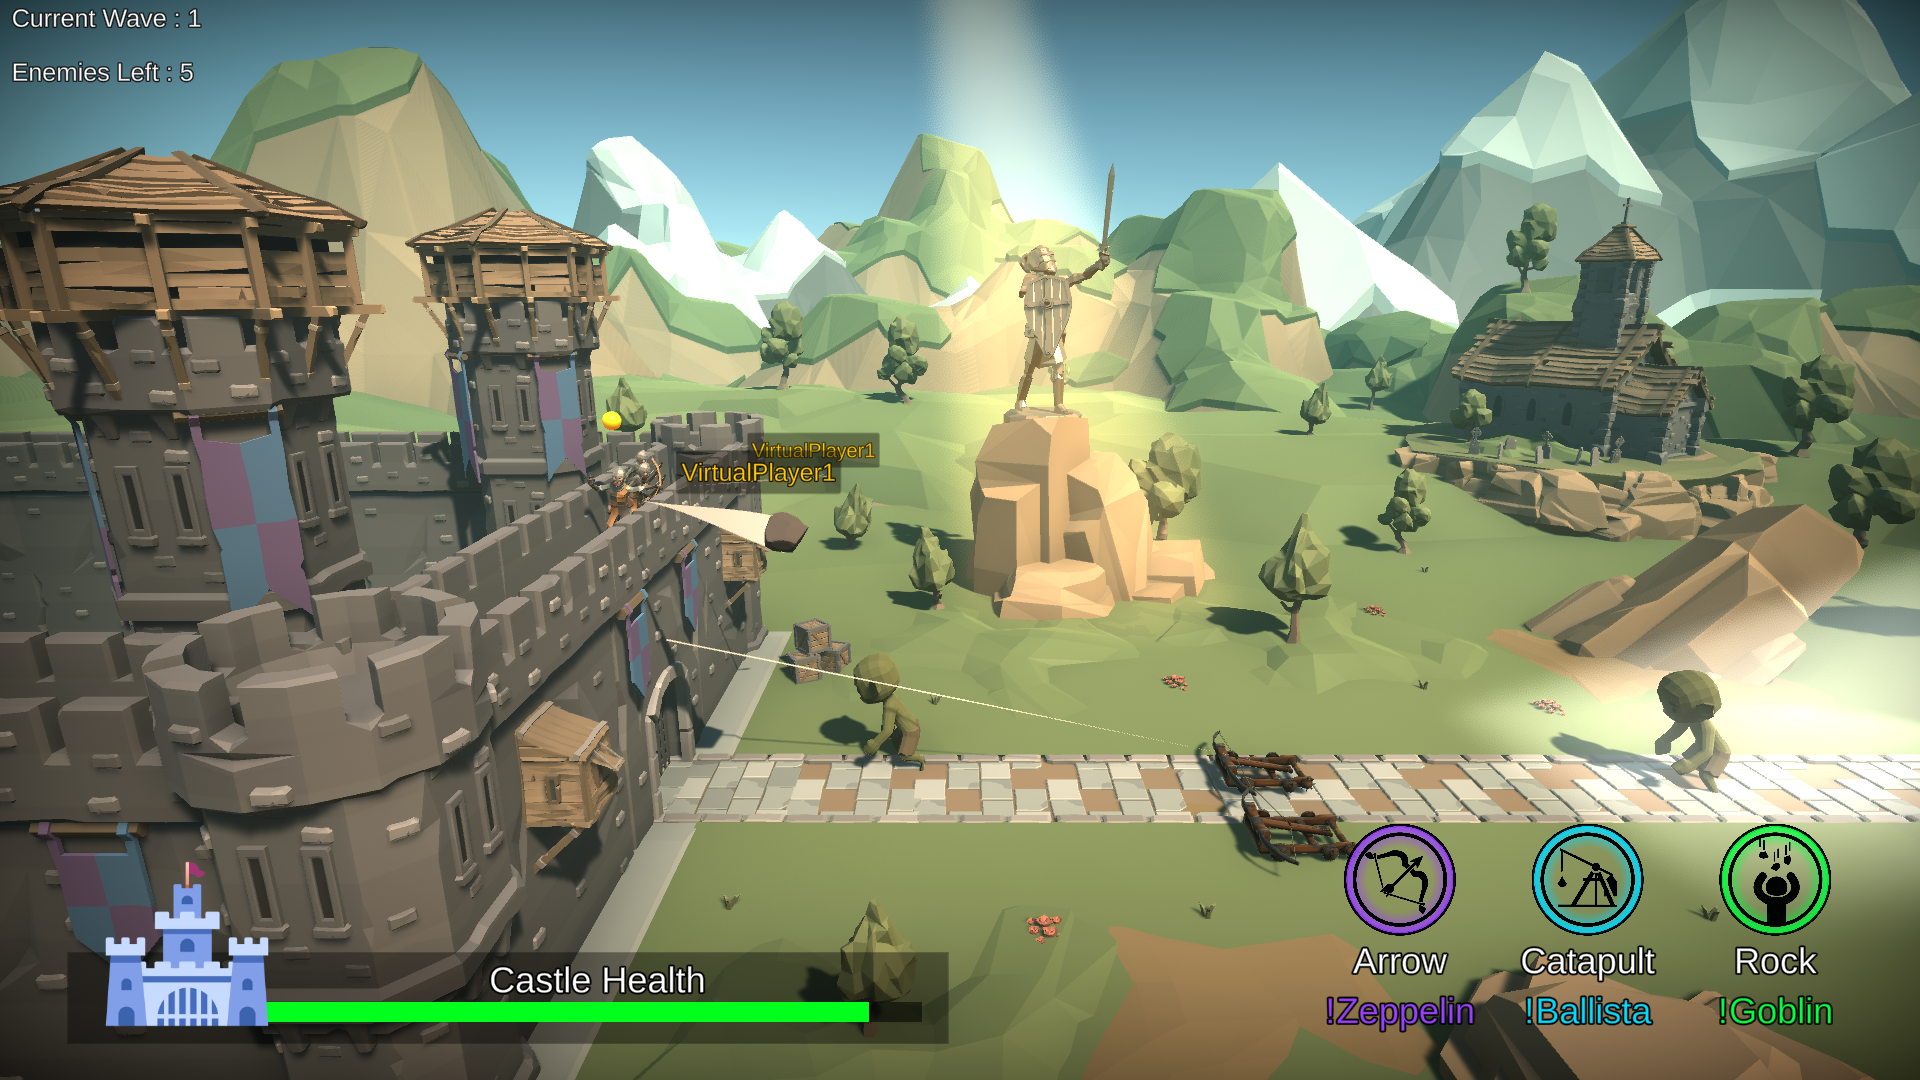 Current Wave : 1
Enemies Left : 5
VirtualPlayer1
VirtualPlayer1
Arrow
Catapult
Rock
!Zeppelin
!Ballista
!Goblin
Castle Health